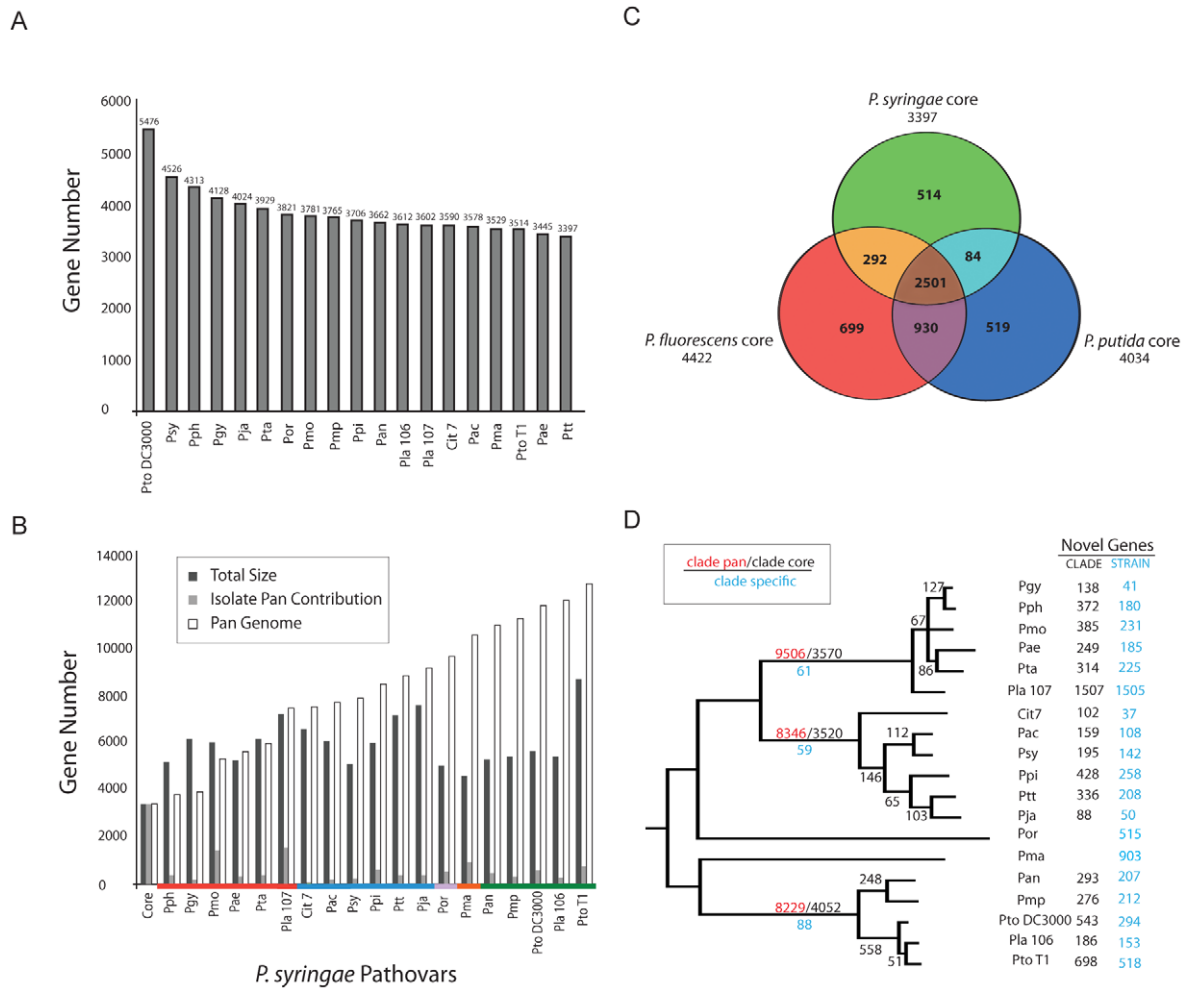 A
Gene Number
6000
5000
4000
3000
2000
1000
0
5476
4526
4313
4128
4024
3929
3821
3781
3765
3706
3662
3612
3602
3590
3578
3529
3514
3445
3397
Pto DC3000
Psy
Pph
Pgy
Pja
Pta
Por
Pmo
Pmp
Ppi
Pan
Pla 106
Pla 107
Cit 7
Pac
Pma
Pto T1
Pae
Ptt
C
P. syringae core
3397
514
292
84
2501
699
930
519
P. fluorescens core
4422
P. putida core
4034
B
Gene Number
14000
12000
10000
8000
6000
4000
2000
0
Total Size
Isolate Pan Contribution
Pan Genome
Core
Pph
Pgy
Pmo
Pae
Pta
Pla 107
Cit 7
Pac
Psy
Ppi
Ptt
Pja
Por
Pma
Pan
Pmp
Pto DC3000
Pla 106
Pto T1
P. syringae Pathovars
D
clade pan/clade core
clade specific
Novel Genes
CLADE STRAIN
127
67
86
9506/3570
61
8346/3520
59
112
146
65
103
248
8229/4052
88
558
51
Pgy 138 41
Pph 372 180
Pmo 385 231
Pae 249 185
Pta 314 225
Pla 107 1507 1505
Cit7 102 37
Pac 159 108
Psy 195 142
Ppi 428 258
Ptt 336 208
Pja 88 50
Por 515
Pma 903
Pan 293 207
Pmp 276 212
Pto DC3000 543 294
Pla 106 186 153
Pto T1 698 518